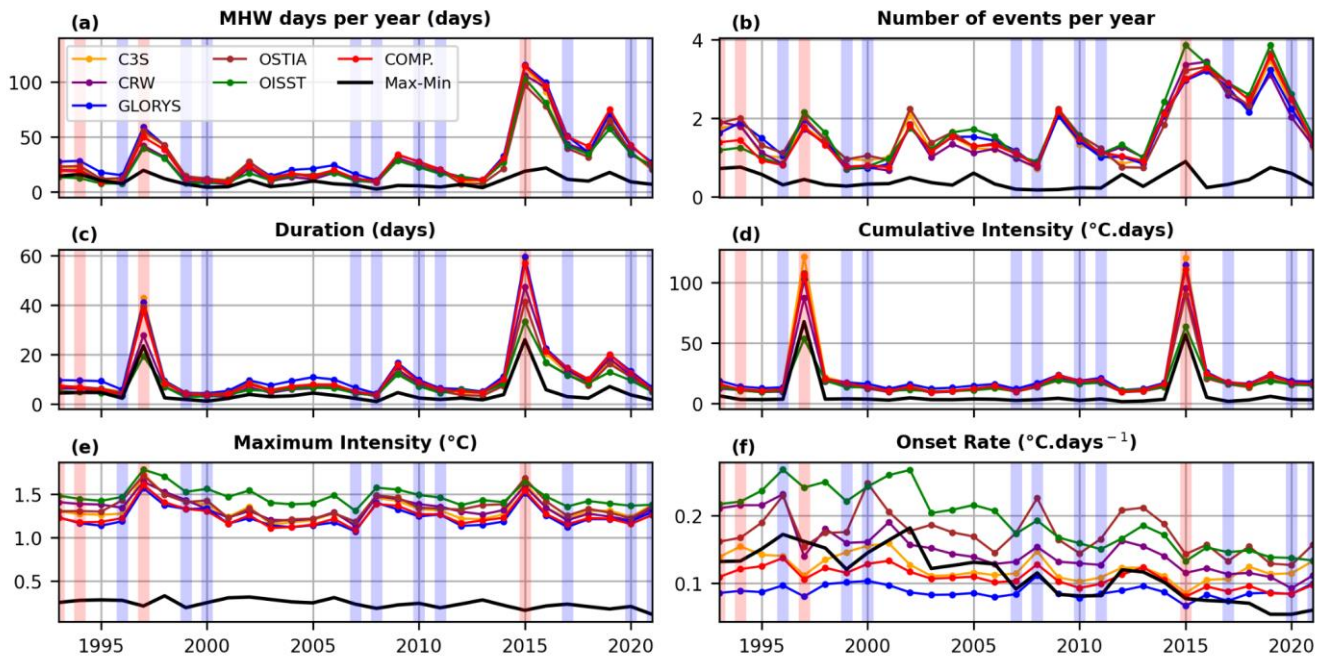 (a) MHW days per year (days)
(b) Number of events per year
C3S
CRW
GLORYS
OSTIA
OISST
COMP.
Max-Min
100
50
0
4
2
0
(c) Duration (days)
(d) Cumulative Intensity (°C.days)
60
40
20
0
100
50
0
(e) Maximum Intensity (°C)
(f) Onset Rate (°C.days⁻¹)
1.5
1.0
0.5
0.2
0.1
1995 2000 2005 2010 2015 2020
1995 2000 2005 2010 2015 2020